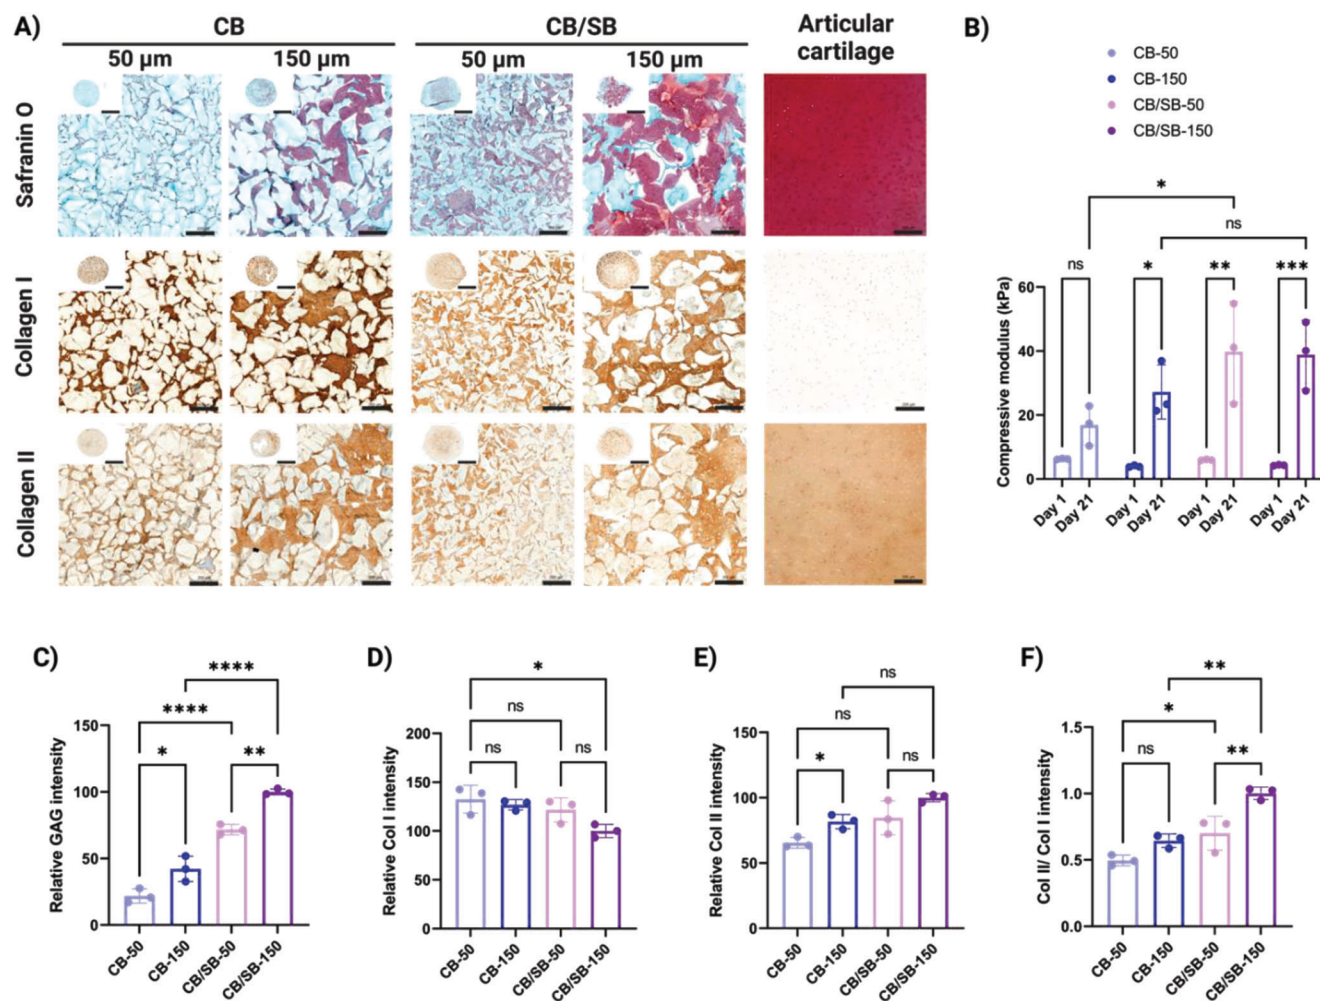 A)
CB
CB/SB
Articular
cartilage
50 µm
150 µm
50 µm
150 µm
Safranin O
Collagen I
Collagen II
B)
CB-50
CB-150
CB/SB-50
CB/SB-150
*
ns
ns
*
**
***
Compressive modulus (kPa)
60
40
20
0
Day 1
Day 21
Day 1
Day 21
Day 1
Day 21
Day 1
Day 21
C)
****
****
*
**
Relative GAG intensity
150
100
50
0
CB-50
CB-150
CB/SB-50
CB/SB-150
D)
*
ns
ns
ns
Relative Col I intensity
200
150
100
50
0
CB-50
CB-150
CB/SB-50
CB/SB-150
E)
ns
ns
*
ns
Relative Col II intensity
150
100
50
0
CB-50
CB-150
CB/SB-50
CB/SB-150
F)
**
*
ns
**
Col II/ Col I intensity
1.5
1.0
0.5
0.0
CB-50
CB-150
CB/SB-50
CB/SB-150